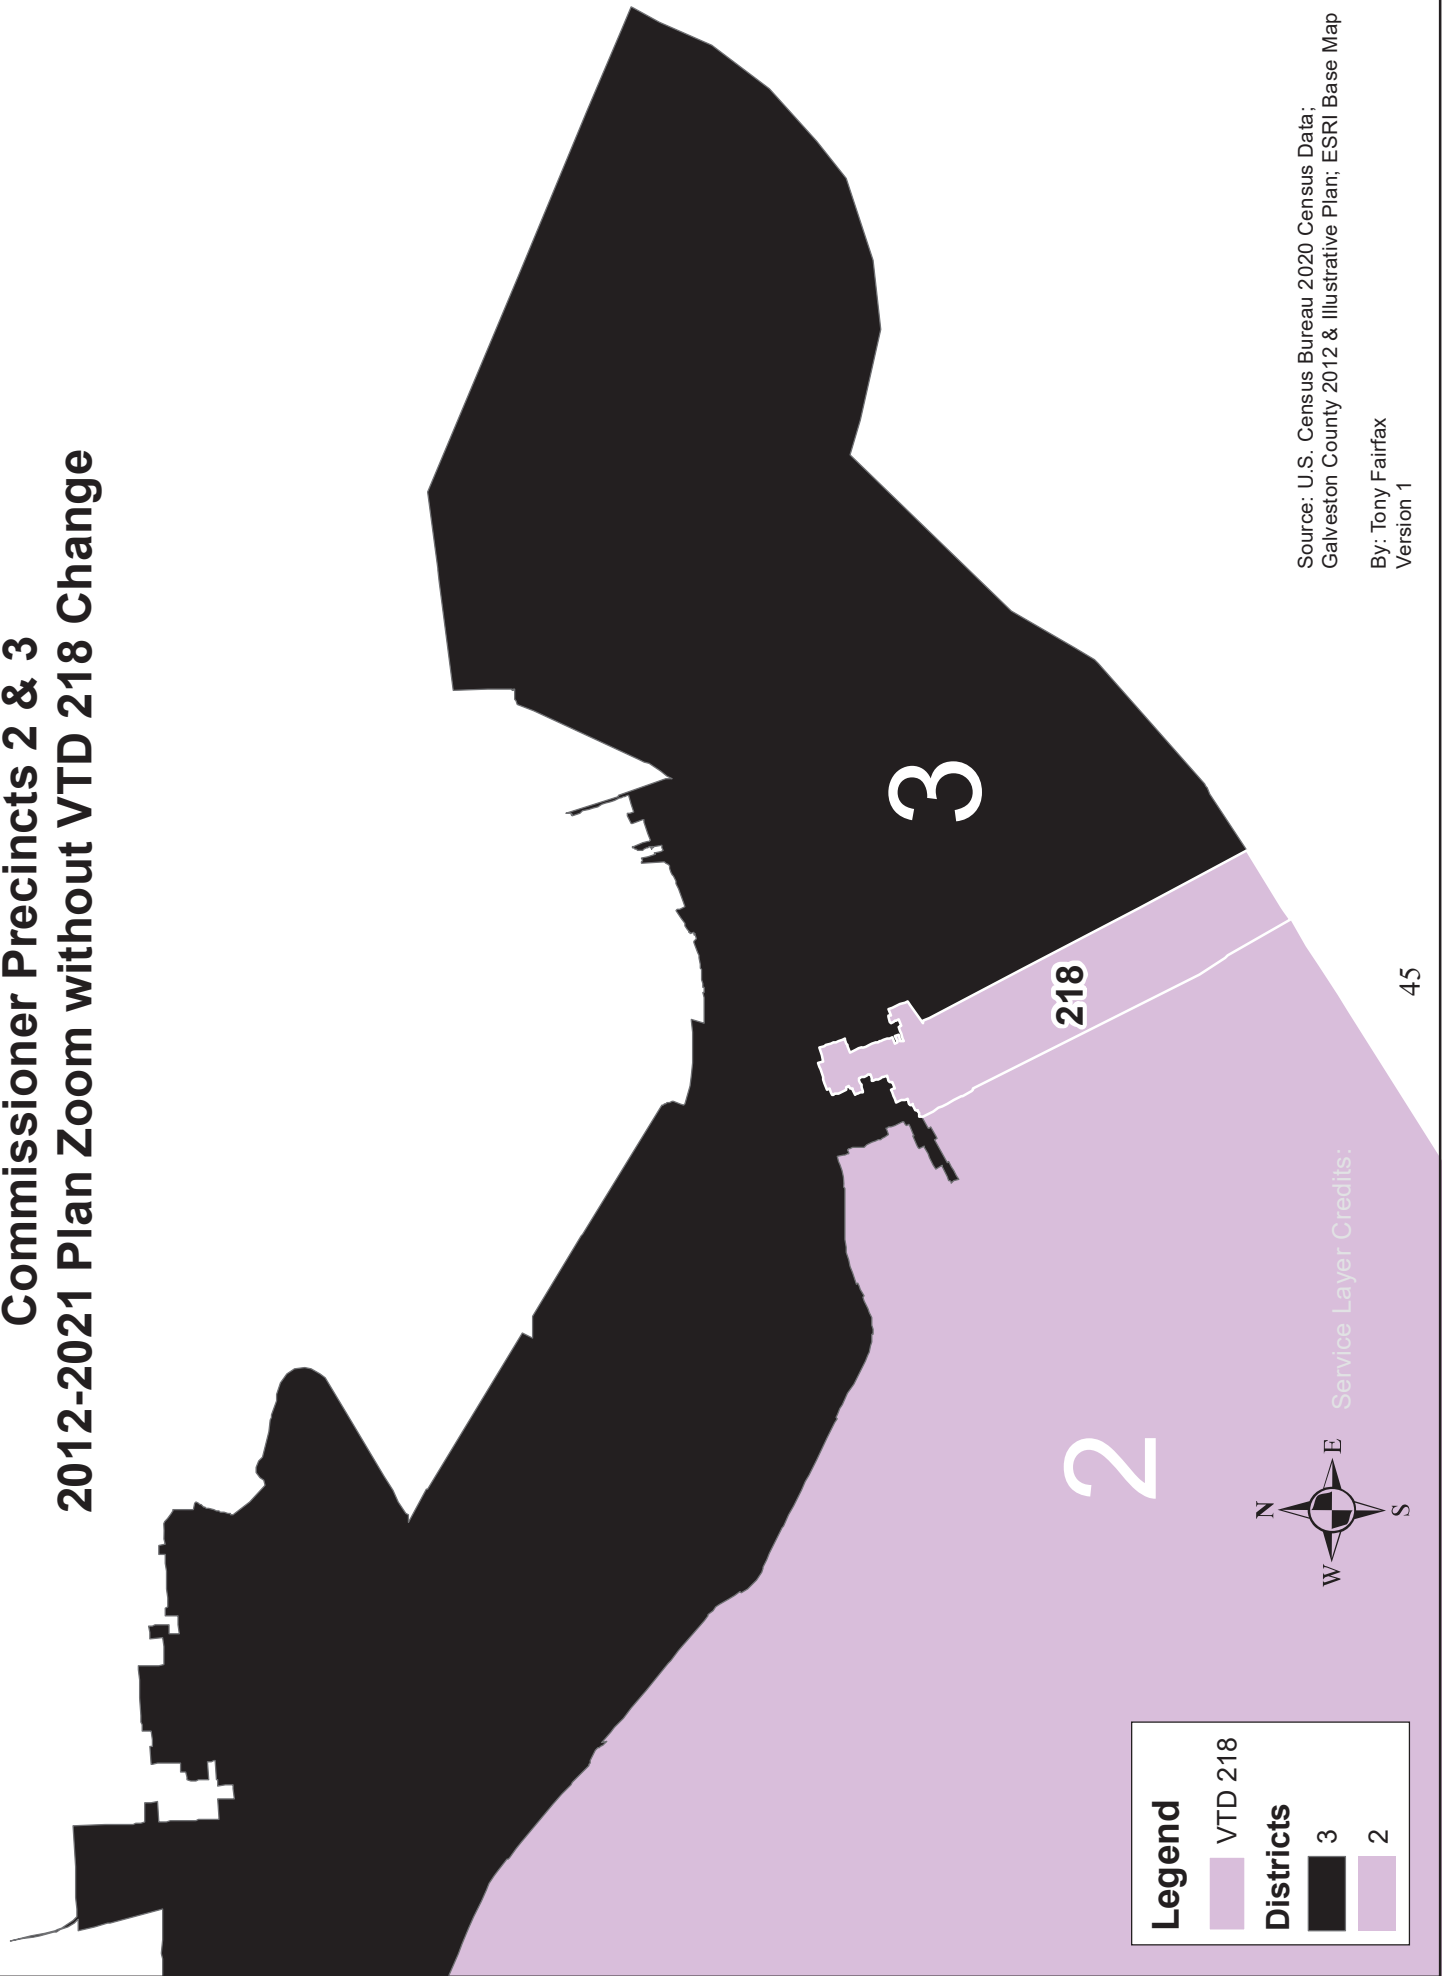 Commissioner Precincts 2 & 3
2012-2021 Plan Zoom without VTD 218 Change
3
218
2
N
W
E
S
Service Layer Credits:
Legend
VTD 218
Districts
3
2
Source: U.S. Census Bureau 2020 Census Data;
Galveston County 2012 & Illustrative Plan; ESRI Base Map
By: Tony Fairfax
Version 1
45